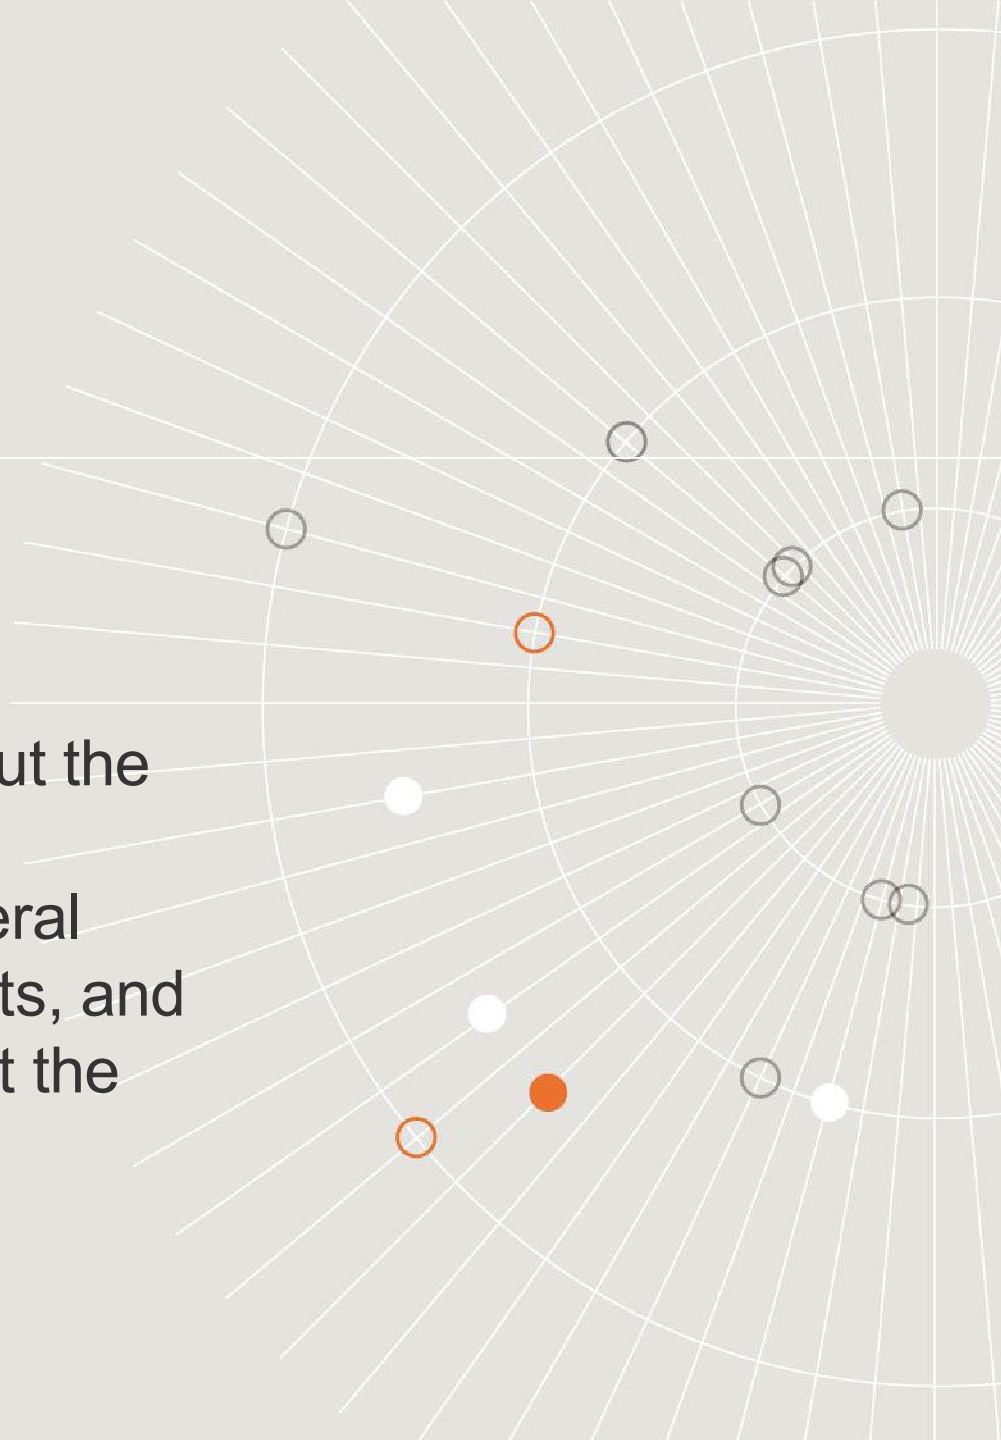 ut the
eral
ts, and
t the